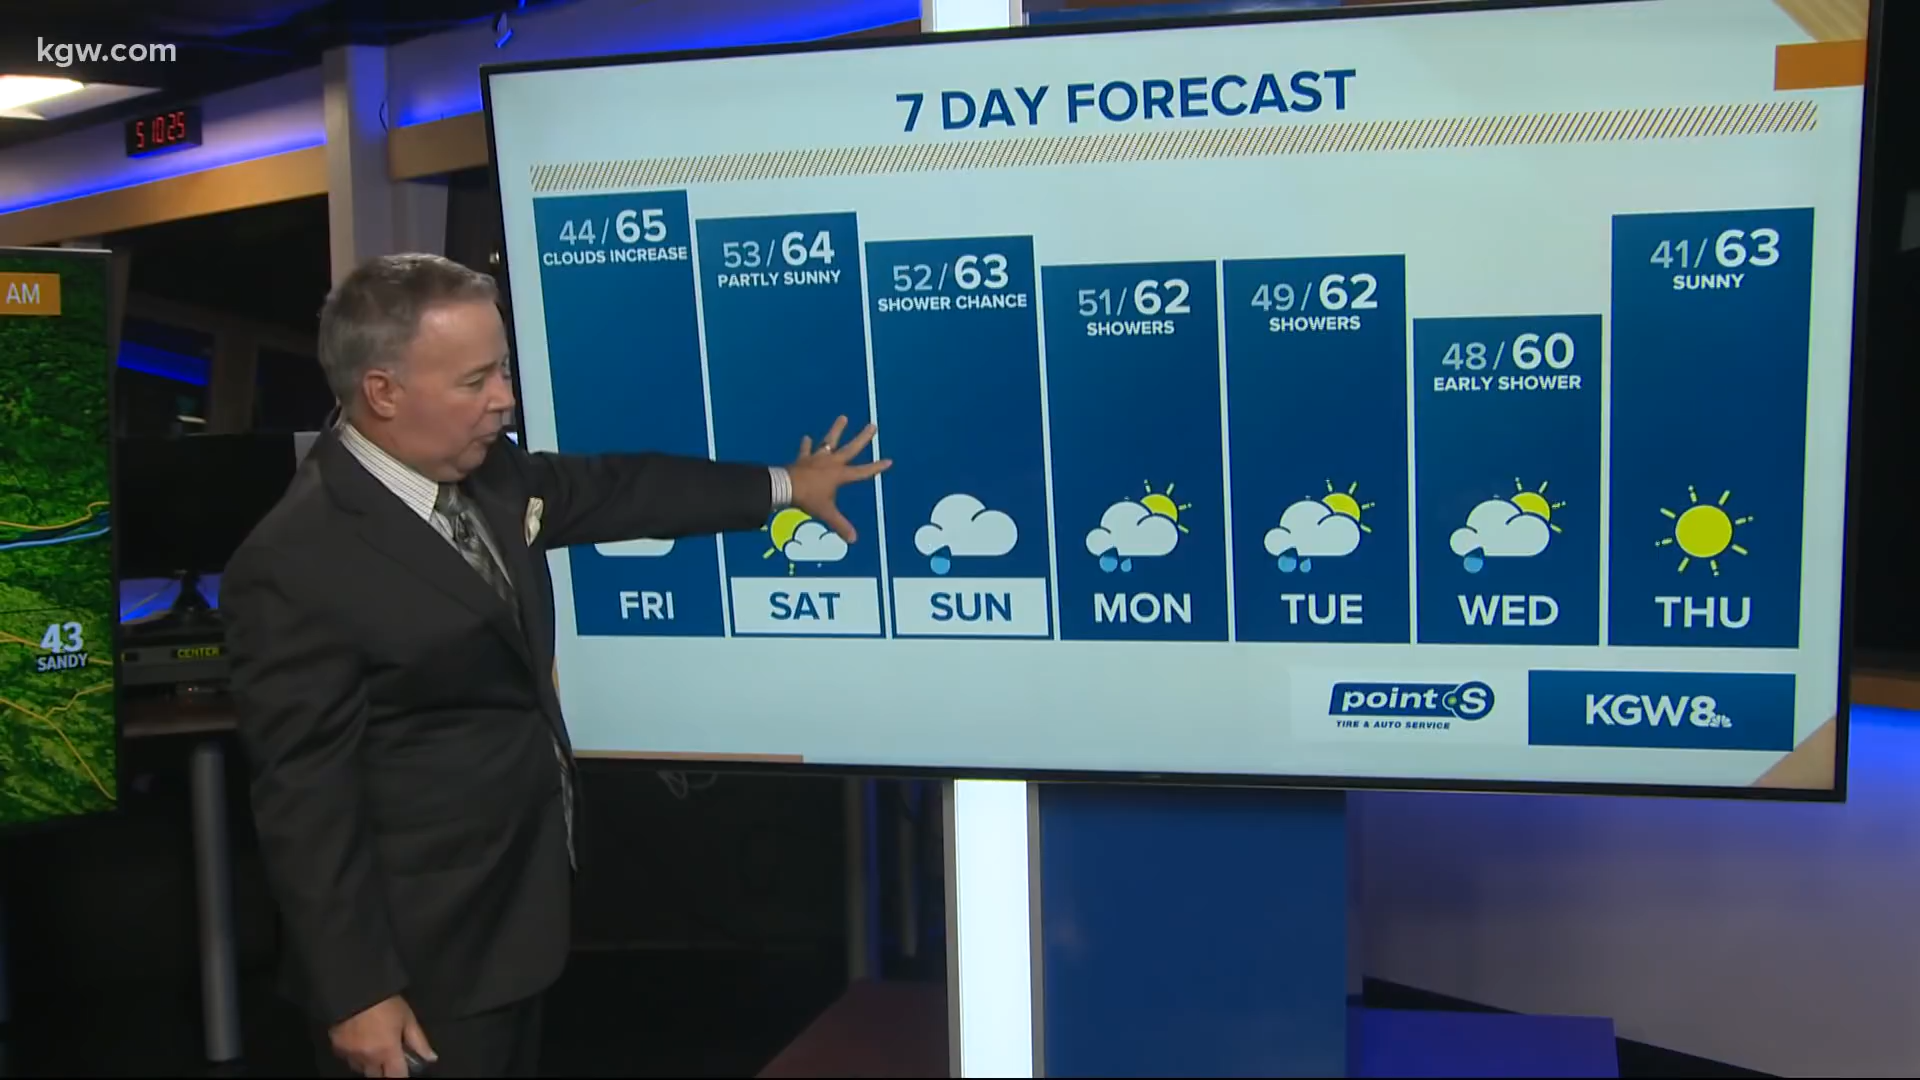 kgw.com
5 10 25
AM
43
SANDY
CENTER
7 DAY FORECAST
44/65
CLOUDS INCREASE
FRI
53/64
PARTLY SUNNY
SAT
52/63
SHOWER CHANCE
SUN
51/62
SHOWERS
MON
49/62
SHOWERS
TUE
48/60
EARLY SHOWER
WED
41/63
SUNNY
THU
point S
TIRE & AUTO SERVICE
KGW8